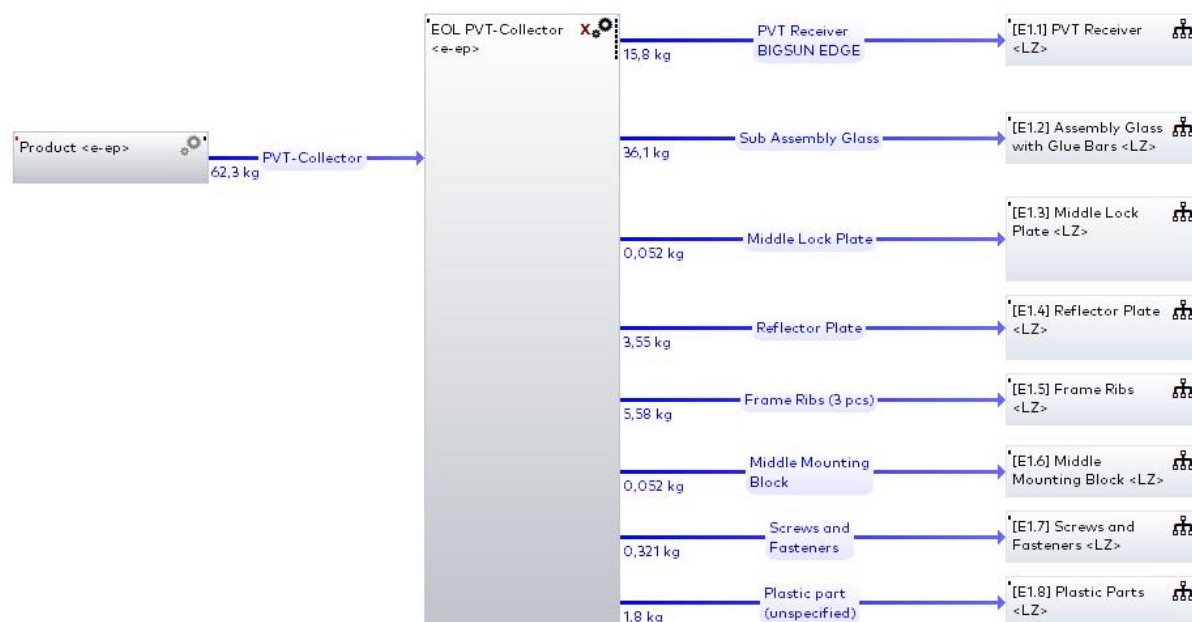 EOL PVT-Collector
<e-ep>
X
Product <e-ep>
PVT-Collector
62,3 kg
PVT Receiver
BIGSUN EDGE
15,8 kg
[E1.1] PVT Receiver
<LZ>
Sub Assembly Glass
36,1 kg
[E1.2] Assembly Glass
with Glue Bars <LZ>
Middle Lock Plate
0,052 kg
[E1.3] Middle Lock
Plate <LZ>
Reflector Plate
3,55 kg
[E1.4] Reflector Plate
<LZ>
Frame Ribs (3 pcs)
5,58 kg
[E1.5] Frame Ribs
<LZ>
Middle Mounting
Block
0,052 kg
[E1.6] Middle
Mounting Block <LZ>
Screws and
Fasteners
0,321 kg
[E1.7] Screws and
Fasteners <LZ>
Plastic part
(unspecified)
1,8 kg
[E1.8] Plastic Parts
<LZ>